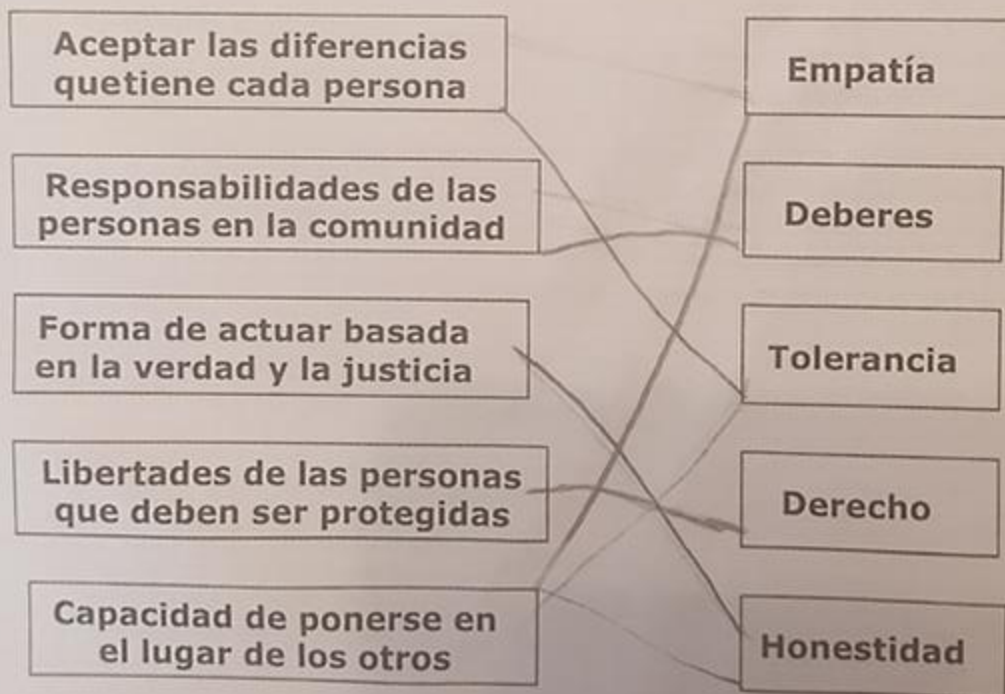 Aceptar las diferencias
quetiene cada persona
Empatía
Responsabilidades de las
personas en la comunidad
Deberes
Forma de actuar basada
en la verdad y la justicia
Tolerancia
Libertades de las personas
que deben ser protegidas
Derecho
Capacidad de ponerse en
el lugar de los otros
Honestidad